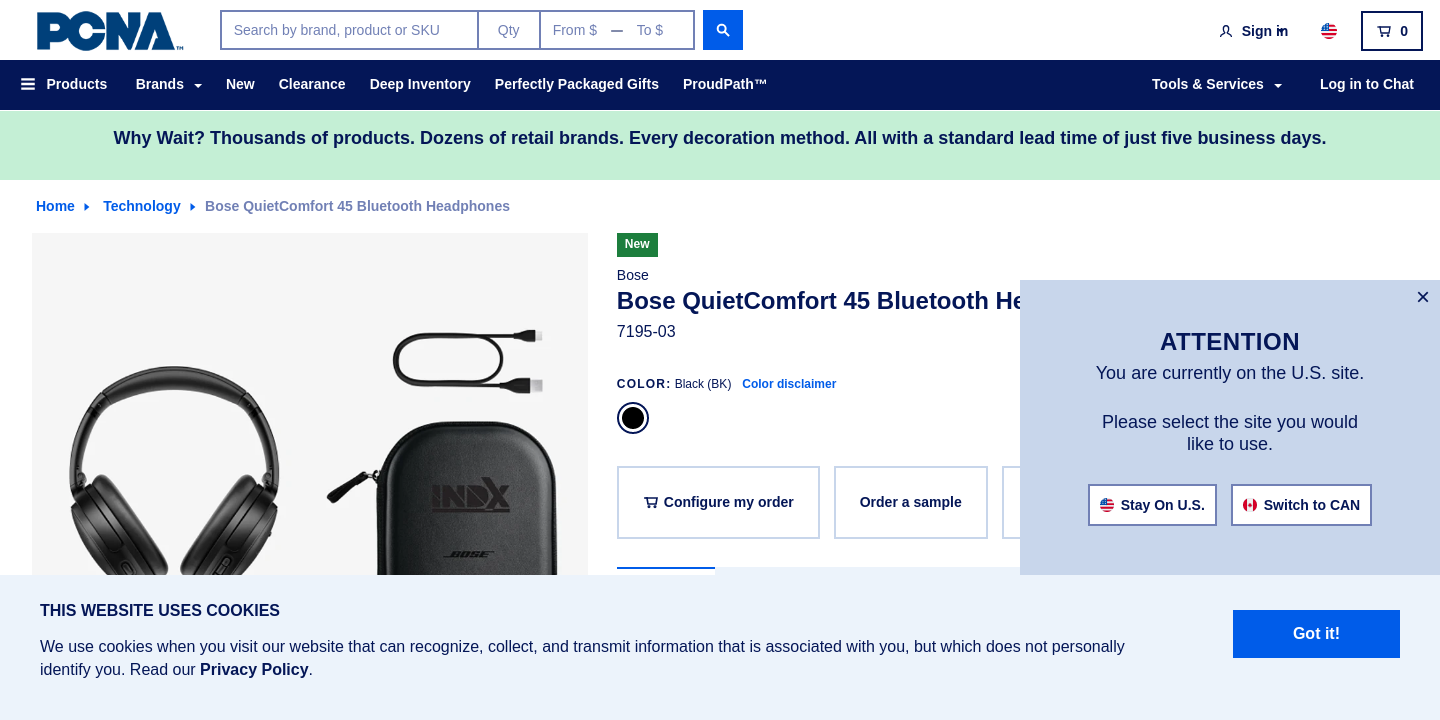 PCNA™
Search by brand, product or SKU
Qty
From $ — To $
Sign in
0
Products
Brands
New
Clearance
Deep Inventory
Perfectly Packaged Gifts
ProudPath™
Tools & Services
Log in to Chat
Why Wait? Thousands of products. Dozens of retail brands. Every decoration method. All with a standard lead time of just five business days.
Home
Technology
Bose QuietComfort 45 Bluetooth Headphones
New
Bose
Bose QuietComfort 45 Bluetooth He
7195-03
COLOR: Black (BK) Color disclaimer
INDX
BOSE
Configure my order
Order a sample
ATTENTION
You are currently on the U.S. site.
Please select the site you would
like to use.
Stay On U.S.
Switch to CAN
THIS WEBSITE USES COOKIES
We use cookies when you visit our website that can recognize, collect, and transmit information that is associated with you, but which does not personally
identify you. Read our Privacy Policy.
Got it!